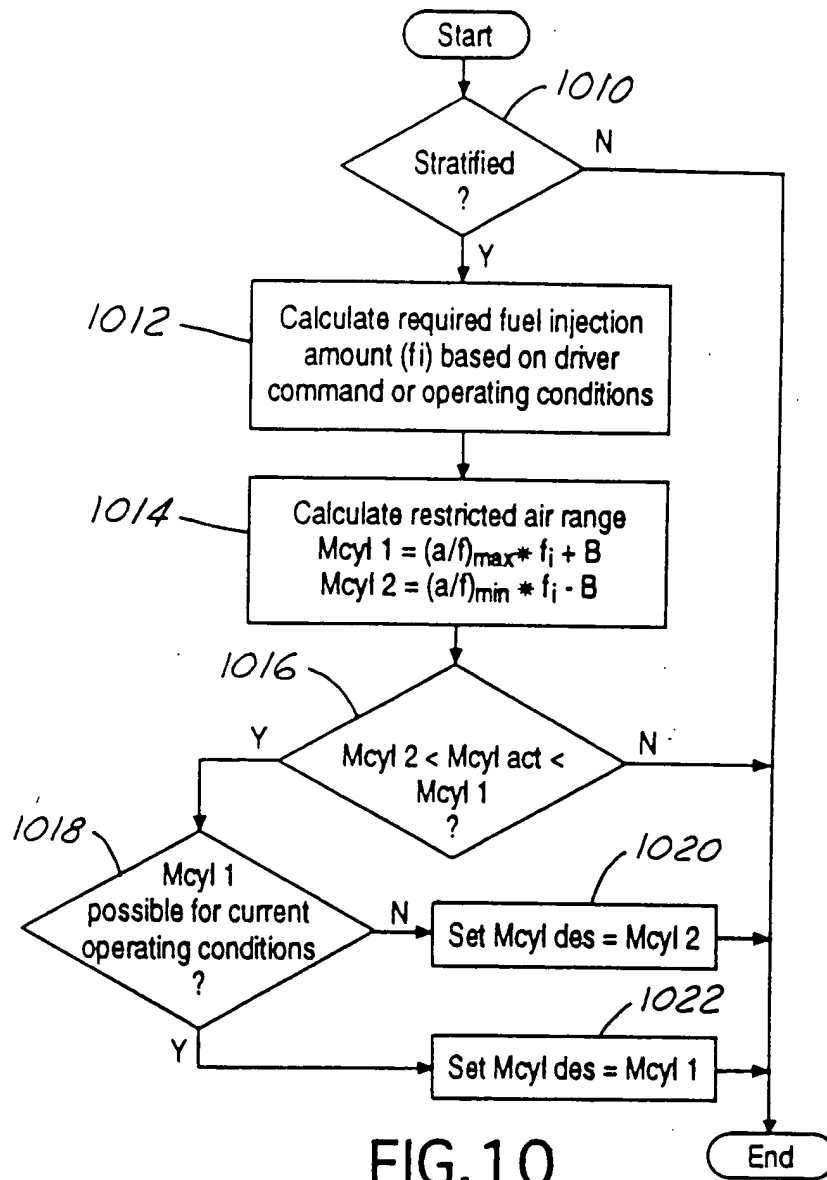 Start
1010
N
Stratified
?
Y
1012
Calculate required fuel injection
amount (fi) based on driver
command or operating conditions
1014
Calculate restricted air range
Mcyl 1 = (a/f)max* fi + B
Mcyl 2 = (a/f)min * fi - B
1016
Y
N
Mcyl 2 < Mcyl act <
Mcyl 1
?
1018
Mcyl 1
possible for current
operating conditions
?
N
1020
Set Mcyl des = Mcyl 2
Y
1022
Set Mcyl des = Mcyl 1
End
FIG.10